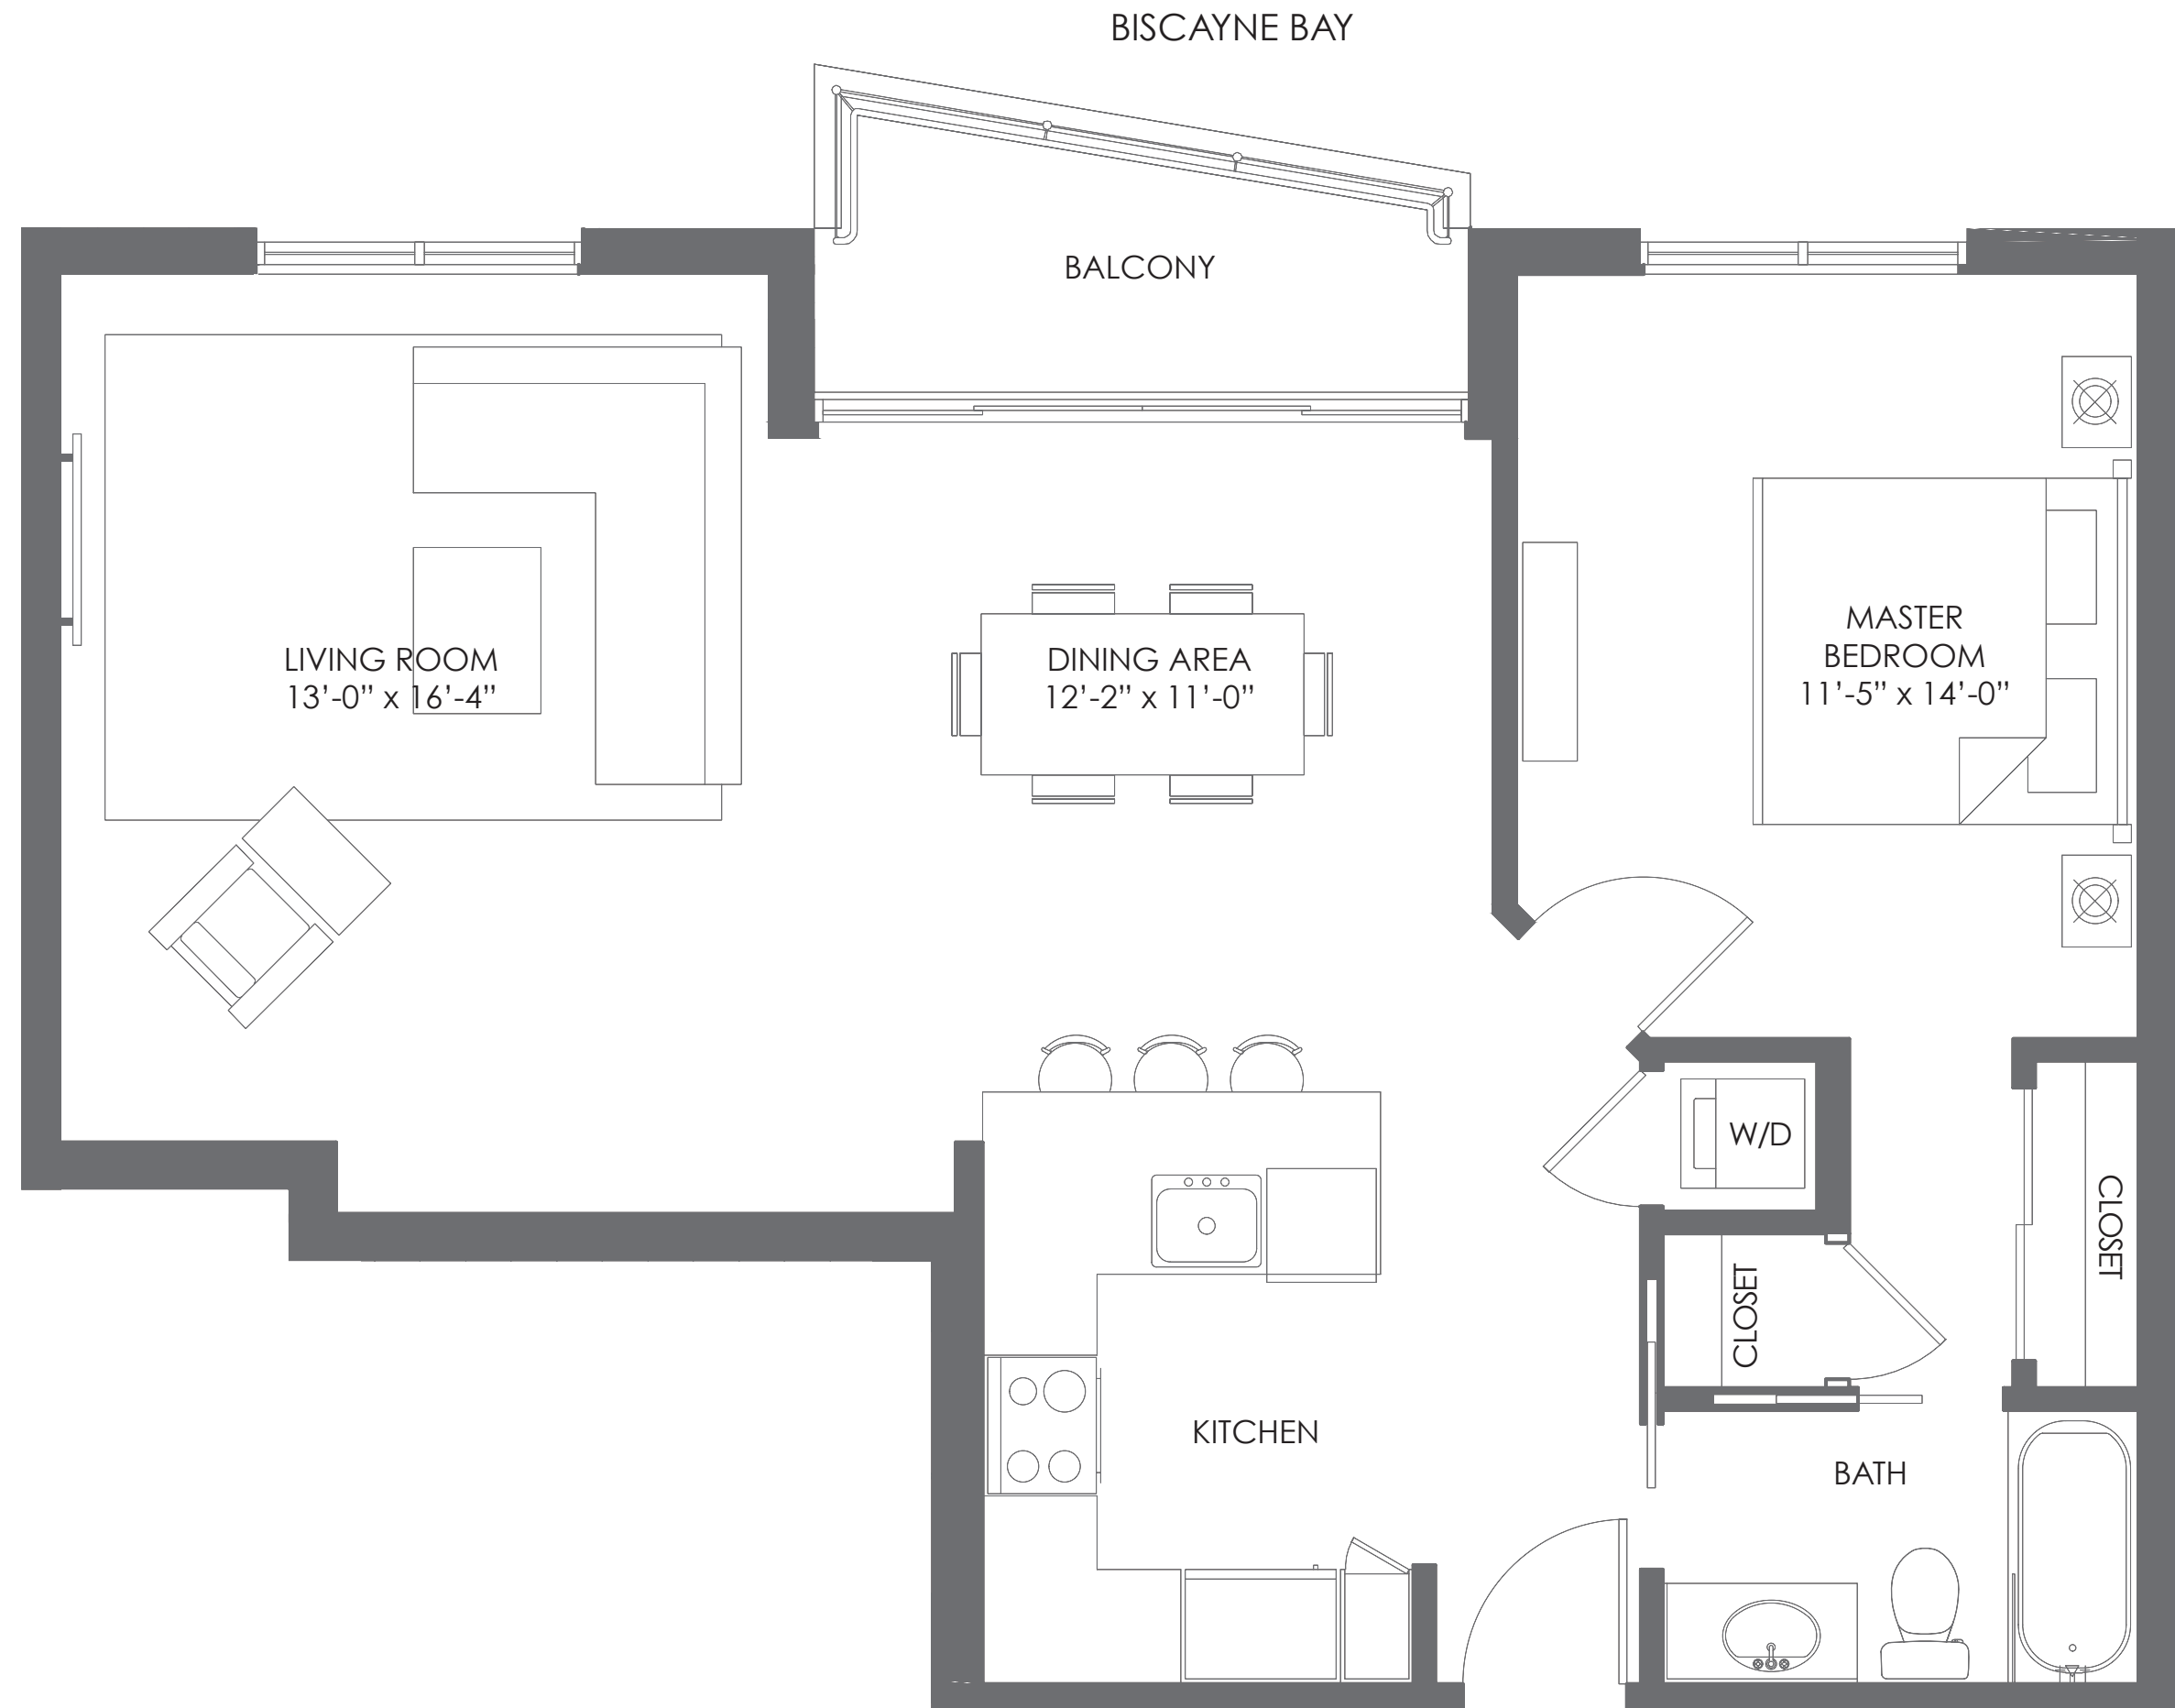 BISCAYNE BAY
BALCONY
LIVING ROOM
13’-0” x 16’-4”
DINING AREA
12’-2” x 11’-0”
MASTER
BEDROOM
11’-5” x 14’-0”
W/D
CLOSET
CLOSET
KITCHEN
BATH